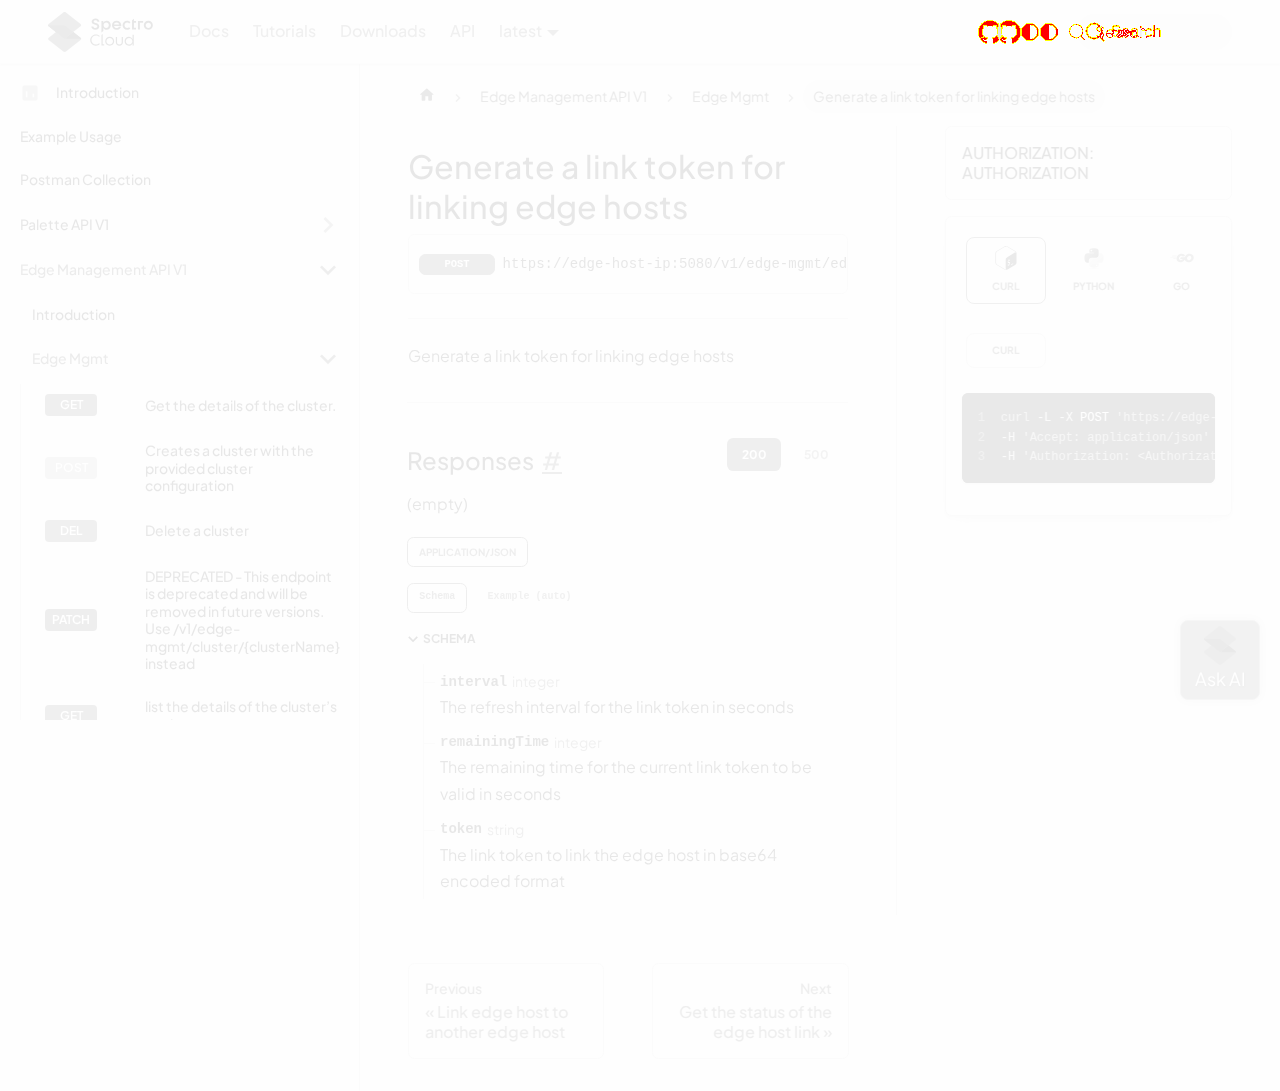 Spectro Cloud
Docs
Tutorials
Downloads
API
latest
Introduction
Example Usage
Postman Collection
Palette API V1
Edge Management API V1
Introduction
Edge Mgmt
GET
Get the details of the cluster.
POST
Creates a cluster with the
provided cluster
configuration
DEL
Delete a cluster
PATCH
DEPRECATED - This endpoint
is deprecated and will be
removed in future versions.
Use /v1/edge-
mgmt/cluster/{clusterName}
instead
GET
list the details of the cluster's
Edge Management API V1
Edge Mgmt
Generate a link token for linking edge hosts
Generate a link token for
linking edge hosts
POST
https://edge-host-ip:5080/v1/edge-mgmt/ed
Generate a link token for linking edge hosts
Responses #
200
500
(empty)
APPLICATION/JSON
Schema
Example (auto)
SCHEMA
interval integer
The refresh interval for the link token in seconds
remainingTime integer
The remaining time for the current link token to be
valid in seconds
token string
The link token to link the edge host in base64
encoded format
Previous
« Link edge host to
another edge host
Next
Get the status of the
edge host link »
AUTHORIZATION:
AUTHORIZATION
CURL
PYTHON
GO
GO
CURL
1 curl -L -X POST 'https://edge-
2 -H 'Accept: application/json'
3 -H 'Authorization: <Authorizat
Ask AI